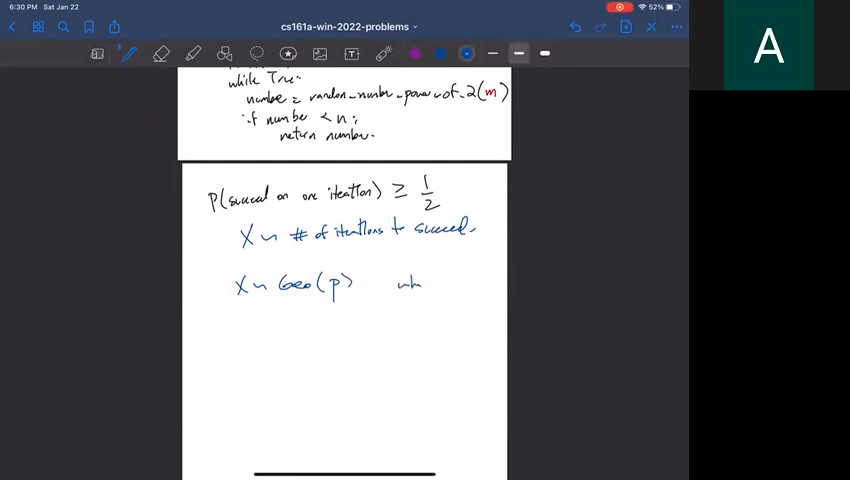 6:30 PM Sat Jan 22
52%
cs161a-win-2022-problems
A
while True:
number = random_number_power_of_2(m)
if number < n:
return number.
P(succeed on one iteration) ≥ 1/2
X ~ # of iterations to succeed.
X ~ Geo(p) wh